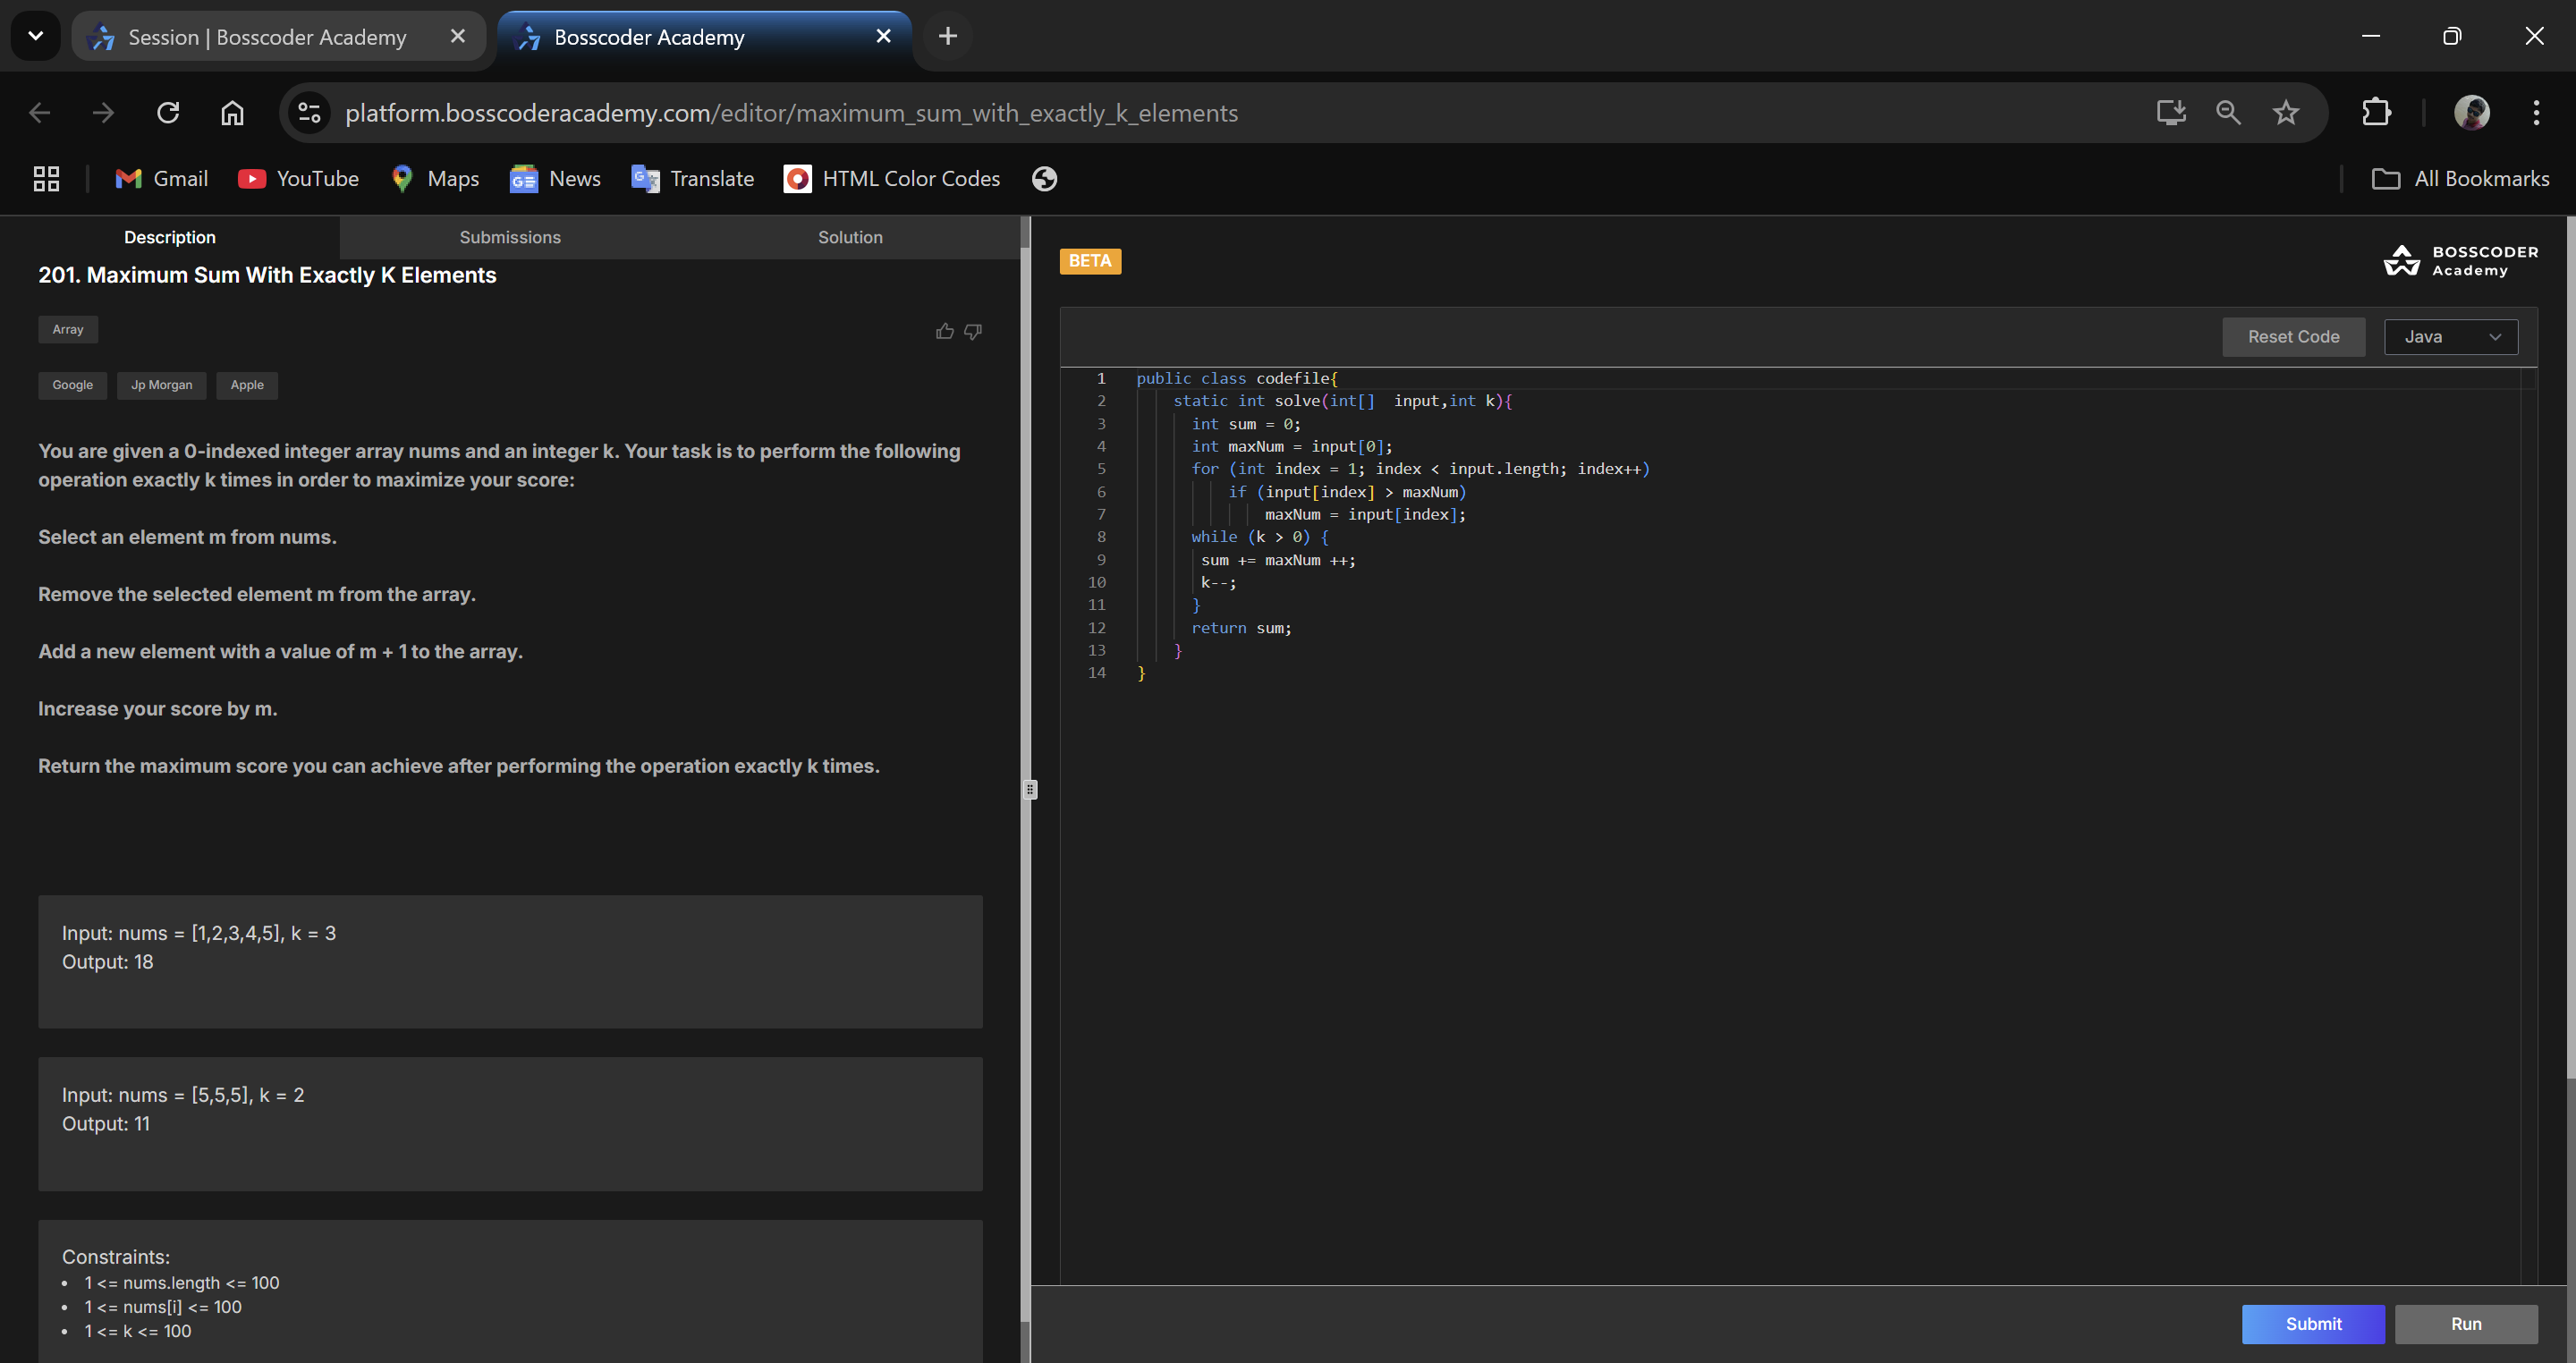 Session | Bosscoder Academy
Bosscoder Academy
platform.bosscoderacademy.com/editor/maximum_sum_with_exactly_k_elements
Gmail
YouTube
Maps
News
Translate
HTML Color Codes
All Bookmarks
Description
Submissions
Solution
201. Maximum Sum With Exactly K Elements
Array
Google
Jp Morgan
Apple
You are given a 0-indexed integer array nums and an integer k. Your task is to perform the following
operation exactly k times in order to maximize your score:
Select an element m from nums.
Remove the selected element m from the array.
Add a new element with a value of m + 1 to the array.
Increase your score by m.
Return the maximum score you can achieve after performing the operation exactly k times.
Input: nums = [1,2,3,4,5], k = 3
Output: 18
Input: nums = [5,5,5], k = 2
Output: 11
Constraints:
• 1 <= nums.length <= 100
• 1 <= nums[i] <= 100
• 1 <= k <= 100
BETA
BOSSCODER
Academy
Reset Code
Java
1 public class codefile{
2 static int solve(int[]  input,int k){
3 int sum = 0;
4 int maxNum = input[0];
5 for (int index = 1; index < input.length; index++)
6 if (input[index] > maxNum)
7 maxNum = input[index];
8 while (k > 0) {
9 sum += maxNum ++;
10 k--;
11 }
12 return sum;
13 }
14 }
Submit
Run